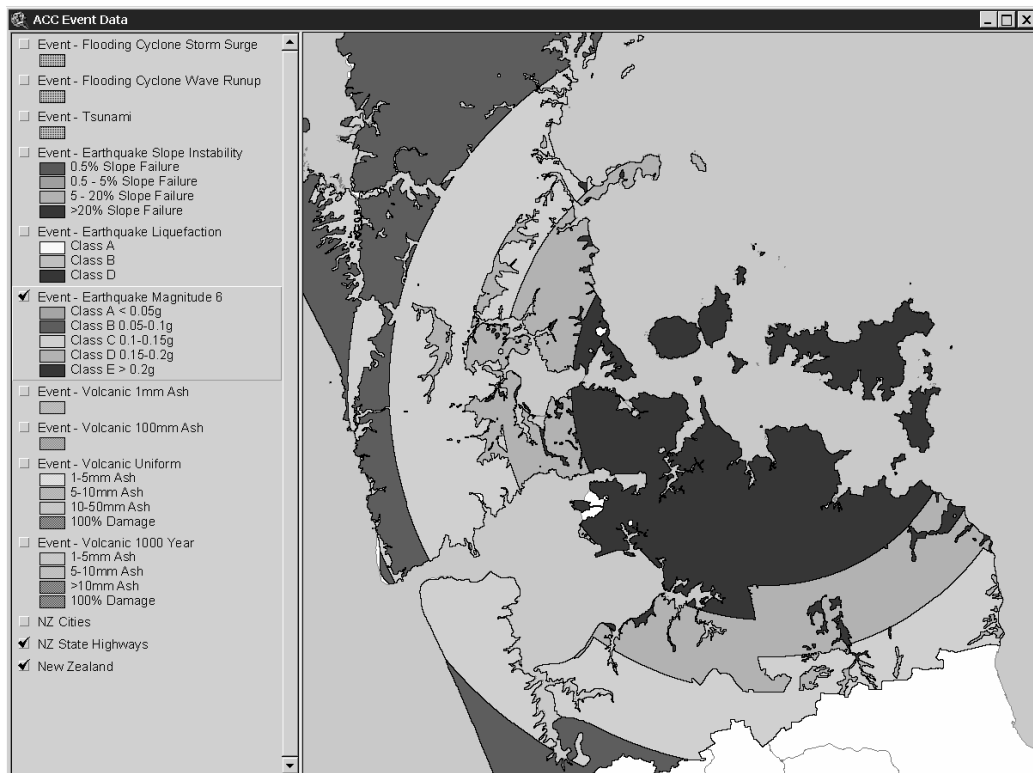 ACC Event Data
Event - Flooding Cyclone Storm Surge
Event - Flooding Cyclone Wave Runup
Event - Tsunami
Event - Earthquake Slope Instability
0.5% Slope Failure
0.5 - 5% Slope Failure
5 - 20% Slope Failure
>20% Slope Failure
Event - Earthquake Liquefaction
Class A
Class B
Class D
Event - Earthquake Magnitude 6
Class A < 0.05g
Class B 0.05-0.1g
Class C 0.1-0.15g
Class D 0.15-0.2g
Class E > 0.2g
Event - Volcanic 1mm Ash
Event - Volcanic 100mm Ash
Event - Volcanic Uniform
1-5mm Ash
5-10mm Ash
10-50mm Ash
100% Damage
Event - Volcanic 1000 Year
1-5mm Ash
5-10mm Ash
>10mm Ash
100% Damage
NZ Cities
NZ State Highways
New Zealand